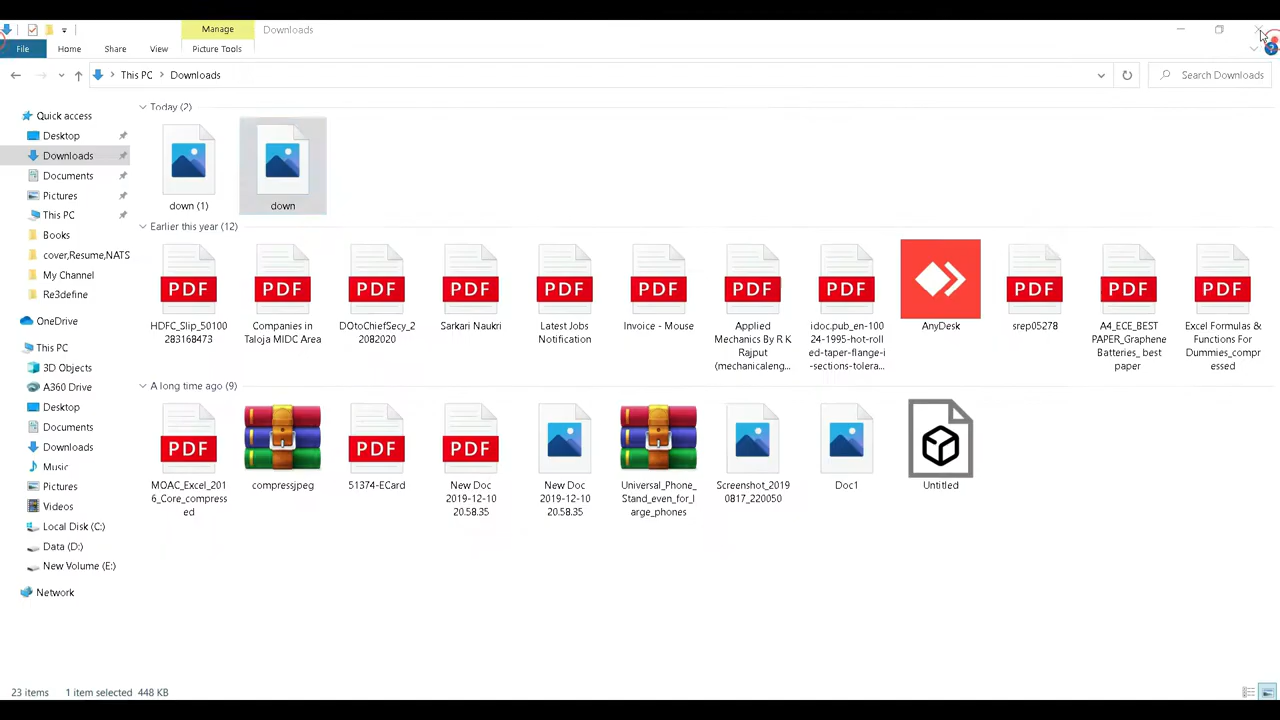 Manage
Downloads
File
Home
Share
View
Picture Tools
This PC
Downloads
Search Downloads
Quick access
Desktop
Downloads
Documents
Pictures
This PC
Books
cover,Resume,NATS
My Channel
Re3define
OneDrive
This PC
3D Objects
A360 Drive
Desktop
Documents
Downloads
Music
Pictures
Videos
Local Disk (C:)
Data (D:)
New Volume (E:)
Network
Today (2)
down (1)
down
Earlier this year (12)
PDF
HDFC_Slip_50100
283168473
PDF
Companies in
Taloja MIDC Area
PDF
DOtoChiefSecy_2
2082020
PDF
Sarkari Naukri
PDF
Latest Jobs
Notification
PDF
Invoice - Mouse
PDF
Applied
Mechanics By R K
Rajput
(mechanicaleng...
PDF
idoc.pub_en-100
24-1995-hot-roll
ed-taper-flange-i
-sections-tolera...
AnyDesk
PDF
srep05278
PDF
A4_ECE_BEST
PAPER_Graphene
Batteries_ best
paper
PDF
Excel Formulas &
Functions For
Dummies_compr
essed
A long time ago (9)
PDF
MOAC_Excel_201
6_Core_compress
ed
compressjpeg
PDF
51374-ECard
PDF
New Doc
2019-12-10
20.58.35
New Doc
2019-12-10
20.58.35
Universal_Phone_
Stand_even_for_l
arge_phones
Screenshot_2019
0817_220050
Doc1
Untitled
23 items
1 item selected
448 KB